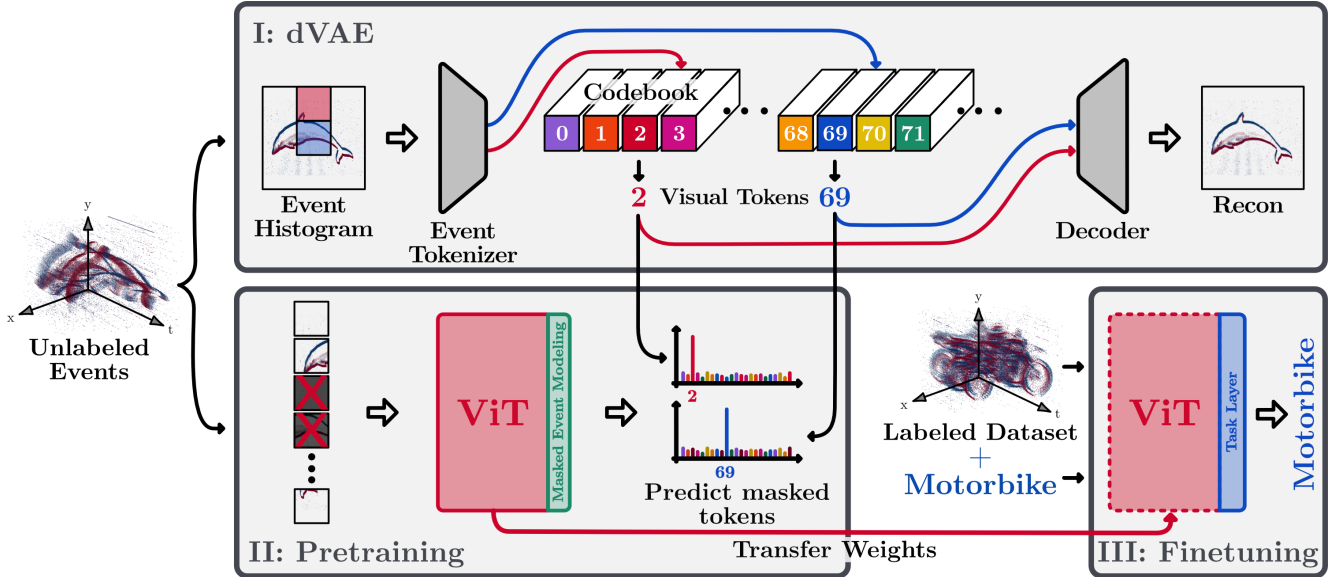 I: dVAE
Codebook
0 1 2 3
68 69 70 71
2 Visual Tokens 69
Event
Histogram
Event
Tokenizer
Decoder
Recon
y
x
t
Unlabeled
Events
ViT
Masked Event Modeling
2
69
Predict masked
tokens
II: Pretraining
Transfer Weights
y
x
t
Labeled Dataset
+
Motorbike
ViT
Task Layer
Motorbike
III: Finetuning